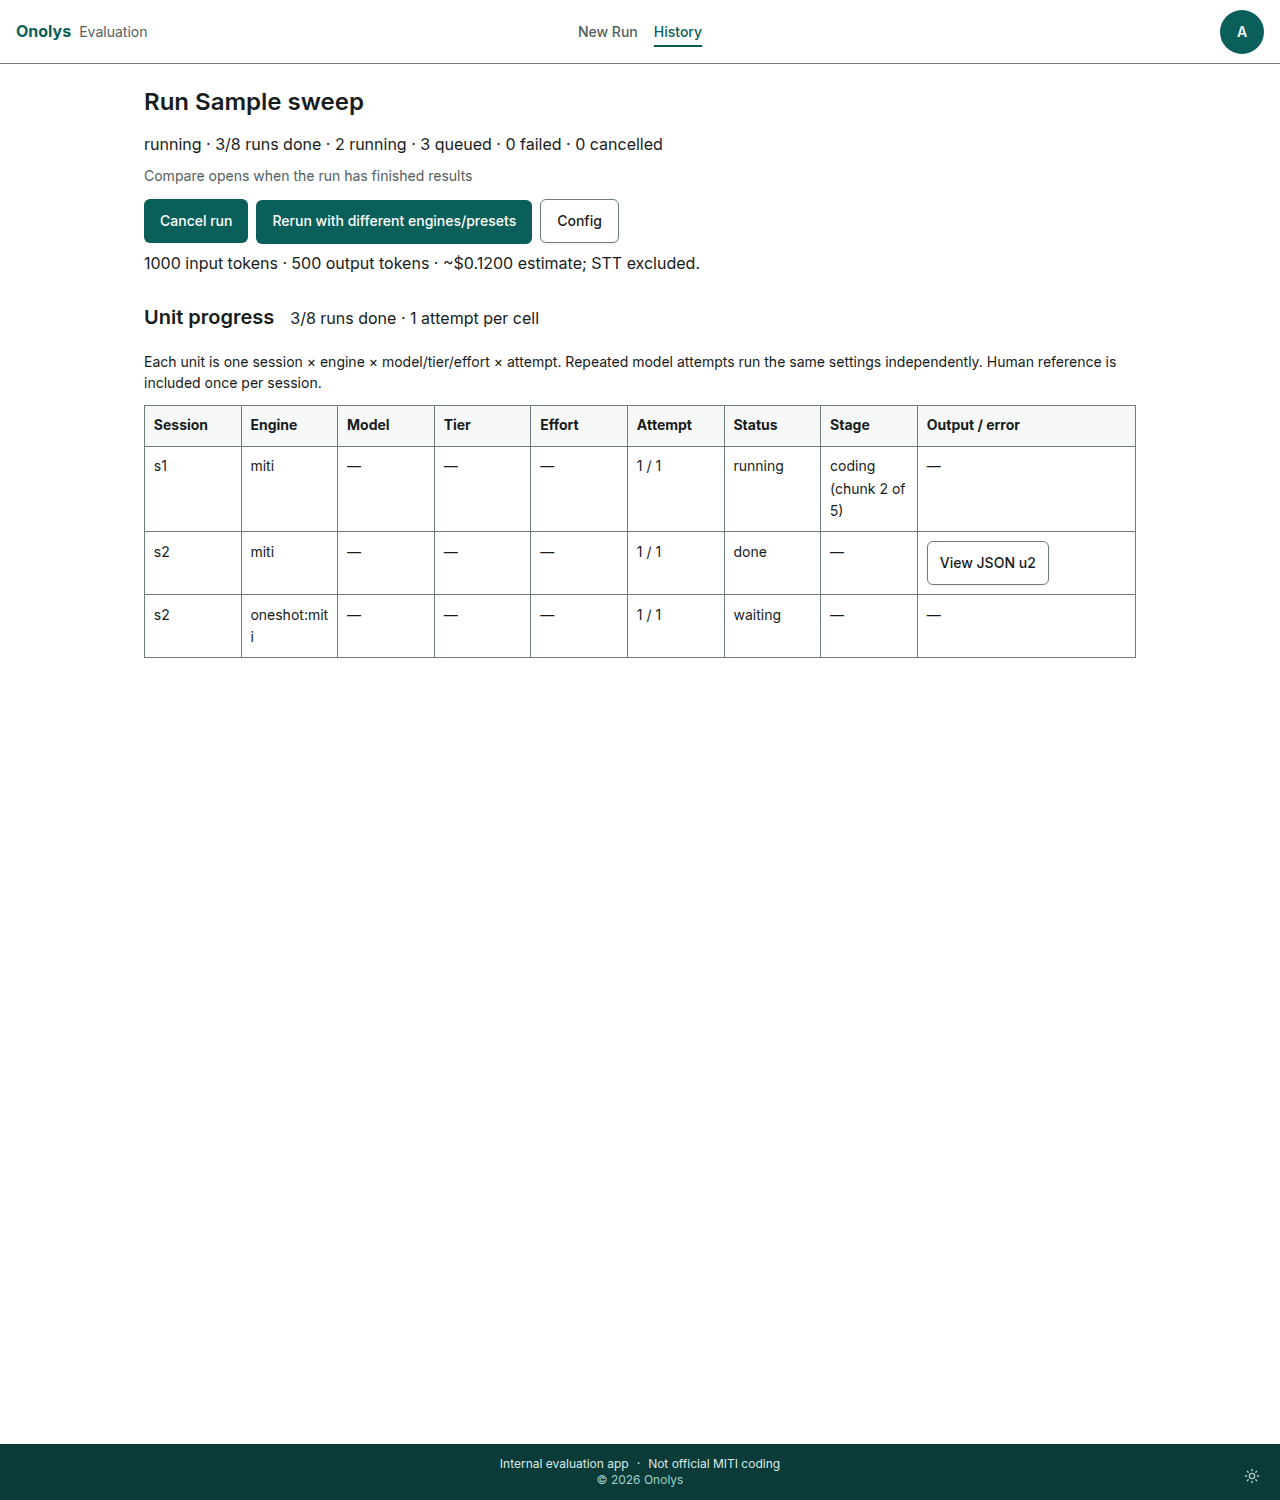 Onolys Evaluation
New Run History
A
Run Sample sweep
running · 3/8 runs done · 2 running · 3 queued · 0 failed · 0 cancelled
Compare opens when the run has finished results
Cancel run Rerun with different engines/presets Config
1000 input tokens · 500 output tokens · ~$0.1200 estimate; STT excluded.
Unit progress 3/8 runs done · 1 attempt per cell
Each unit is one session × engine × model/tier/effort × attempt. Repeated model attempts run the same settings independently. Human reference is
included once per session.
Session Engine Model Tier Effort Attempt Status Stage Output / error
s1 miti — — — 1 / 1 running coding —
(chunk 2 of
5)
s2 miti — — — 1 / 1 done — View JSON u2
s2 oneshot:mit — — — 1 / 1 waiting — —
i
Internal evaluation app · Not official MITI coding
© 2026 Onolys